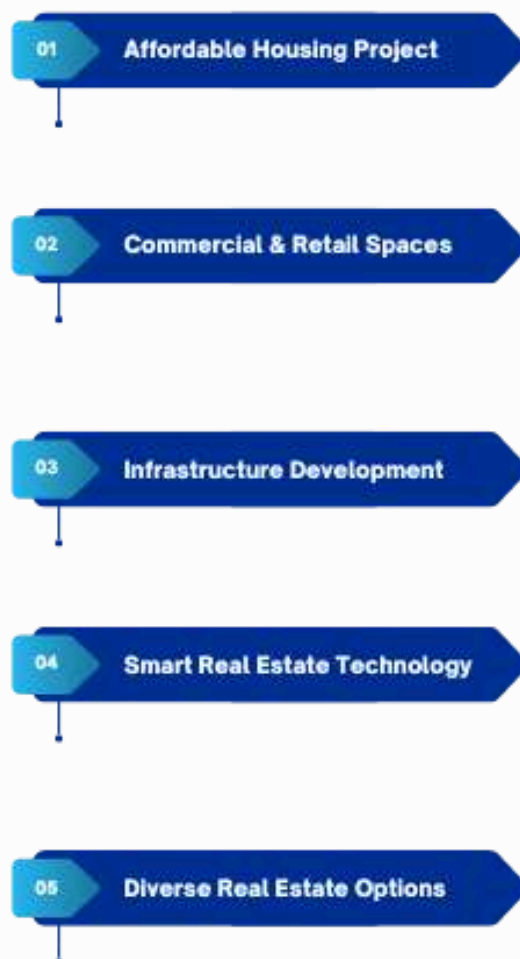 01
Affordable Housing Project
02
Commercial & Retail Spaces
03
Infrastructure Development
04
Smart Real Estate Technology
05
Diverse Real Estate Options